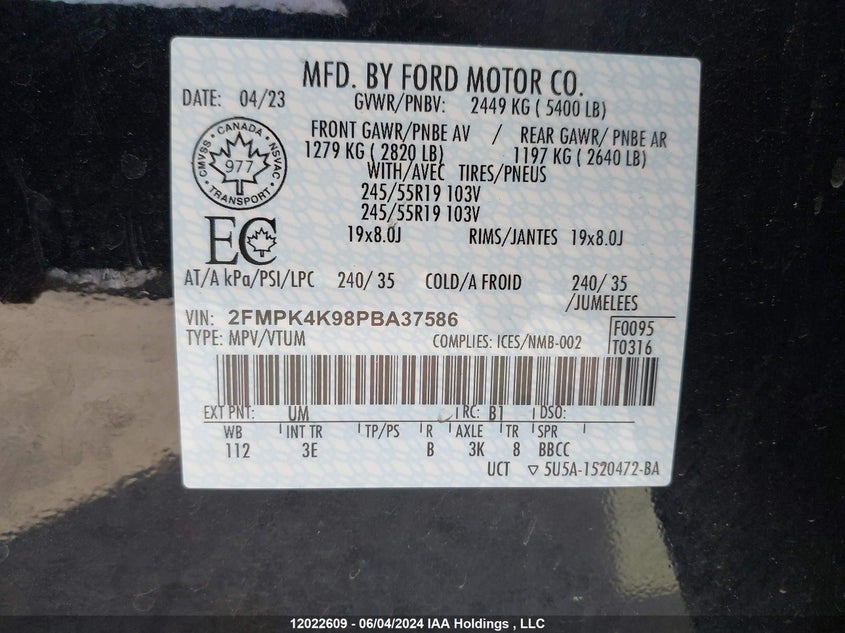 MFD. BY FORD MOTOR CO.
DATE: 04/23 GVWR/PNBV: 2449 KG ( 5400 LB)
FRONT GAWR/PNBE AV / REAR GAWR/ PNBE AR
1279 KG ( 2820 LB) 1197 KG ( 2640 LB)
WITH/AVEC TIRES/PNEUS
245/55R19 103V
245/55R19 103V
19x8.0J RIMS/JANTES 19x8.0J
CANADA
CMVSS NSVAC
977
TRANSPORT
EC
AT/A kPa/PSI/LPC 240/ 35 COLD/A FROID 240/ 35
/JUMELEES
VIN: 2FMPK4K98PBA37586 F0095
TYPE: MPV/VTUM COMPLIES: ICES/NMB-002 T0316
EXT PNT: UM RC: B1 DSO:
WB INT TR TP/PS R AXLE TR SPR
112 3E B 3K 8 BBCC
UCT ▽ 5U5A-1520472-BA
12022609 - 06/04/2024 IAA Holdings , LLC